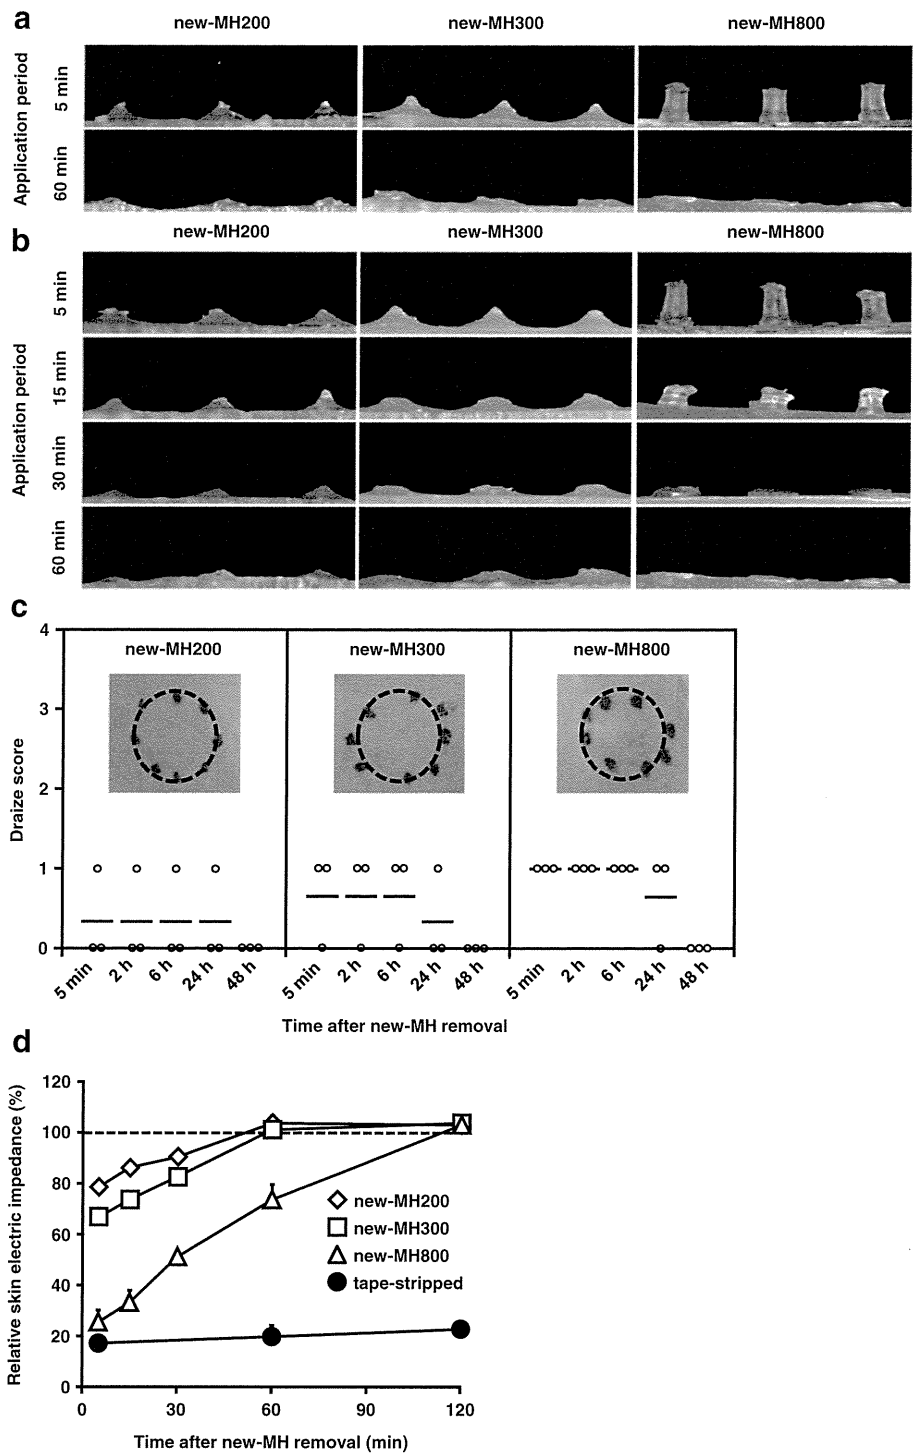 a
new-MH200 new-MH300 new-MH800
Application period
5 min
60 min
b
new-MH200 new-MH300 new-MH800
Application period
5 min
15 min
30 min
60 min
c
Draize score
4
3
2
1
0
new-MH200 new-MH300 new-MH800
5 min 2 h 6 h 24 h 48 h 5 min 2 h 6 h 24 h 48 h 5 min 2 h 6 h 24 h 48 h
Time after new-MH removal
d
Relative skin electric impedance (%)
120
100
80
60
40
20
0
new-MH200
new-MH300
new-MH800
tape-stripped
0 30 60 90 120
Time after new-MH removal (min)